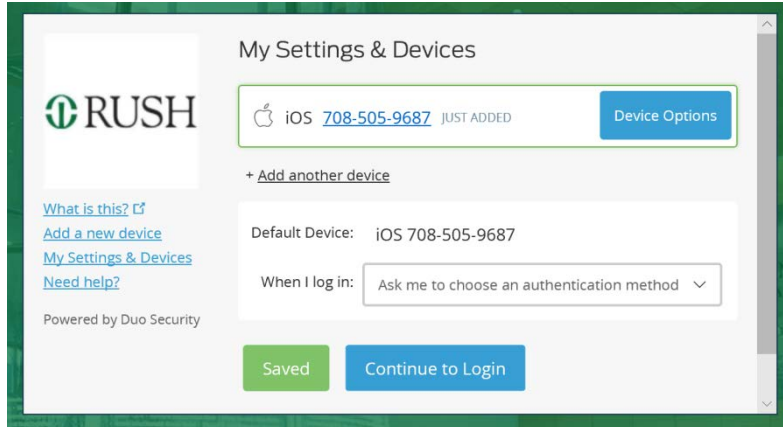 My Settings & Devices
RUSH
iOS 708-505-9687 JUST ADDED Device Options
+ Add another device
What is this?
Add a new device
My Settings & Devices
Need help?
Powered by Duo Security
Default Device: iOS 708-505-9687
When I log in: Ask me to choose an authentication method
Saved Continue to Login